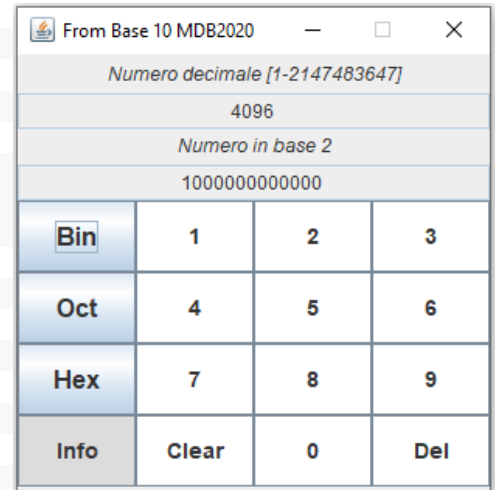 From Base 10 MDB2020
Numero decimale [1-2147483647]
4096
Numero in base 2
1000000000000
Bin 1 2 3
Oct 4 5 6
Hex 7 8 9
Info Clear 0 Del